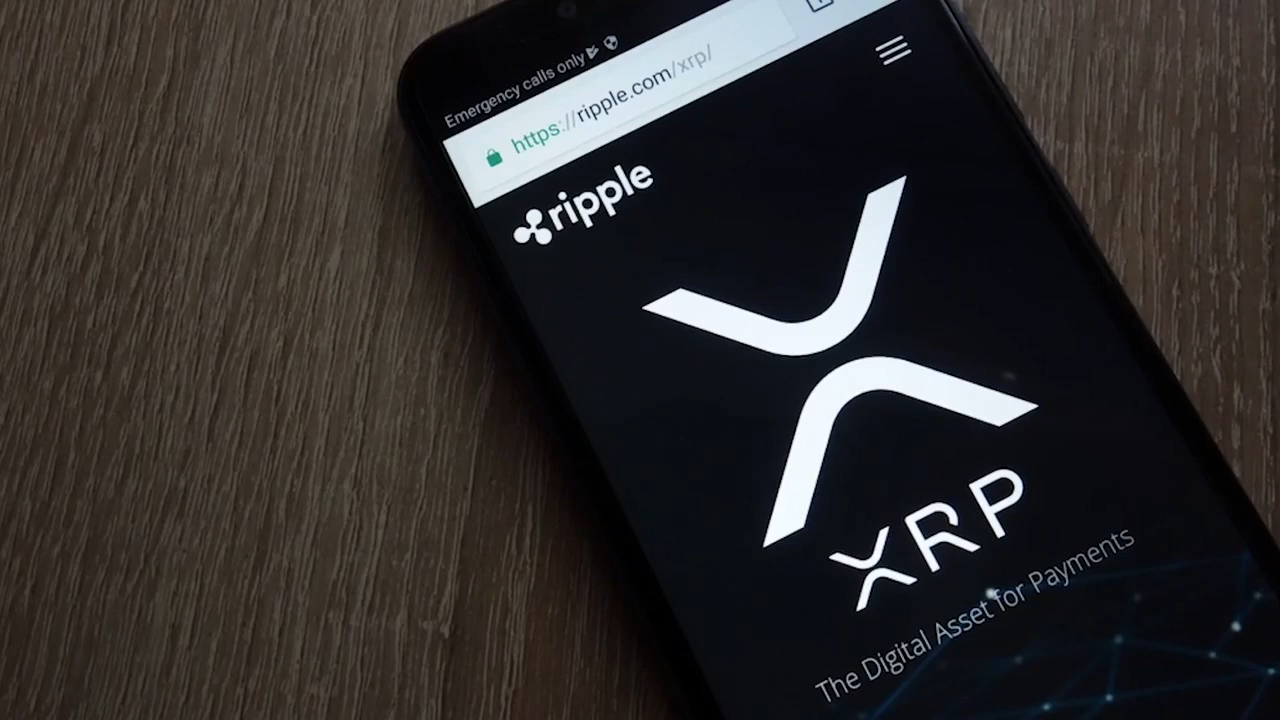 Emergency calls only
https://ripple.com/xrp/
ripple
XRP
The Digital Asset for Payments